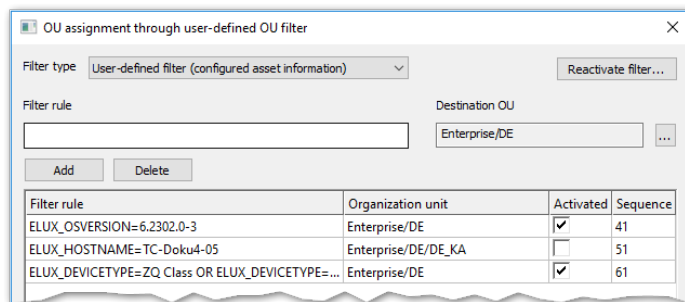 OU assignment through user-defined OU filter
Filter type User-defined filter (configured asset information) Reactivate filter...
Filter rule Destination OU
Enterprise/DE ...
Add Delete
Filter rule Organization unit Activated Sequence
ELUX_OSVERSION=6.2302.0-3 Enterprise/DE 41
ELUX_HOSTNAME=TC-Doku4-05 Enterprise/DE/DE_KA 51
ELUX_DEVICETYPE=ZQ Class OR ELUX_DEVICETYPE=... Enterprise/DE 61